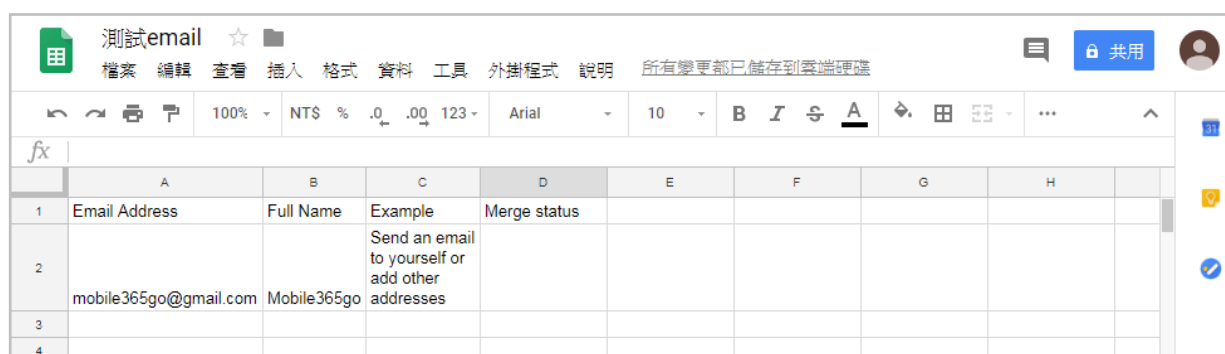 測試email
檔案 編輯 查看 插入 格式 資料 工具 外掛程式 說明 所有變更都已儲存到雲端硬碟
共用
100% NT$ % .0 .00 123 Arial 10 B I S A ...
31
fx
A B C D E F G H
1 Email Address Full Name Example Merge status
Send an email
to yourself or
add other
2 mobile365go@gmail.com Mobile365go addresses
3
4